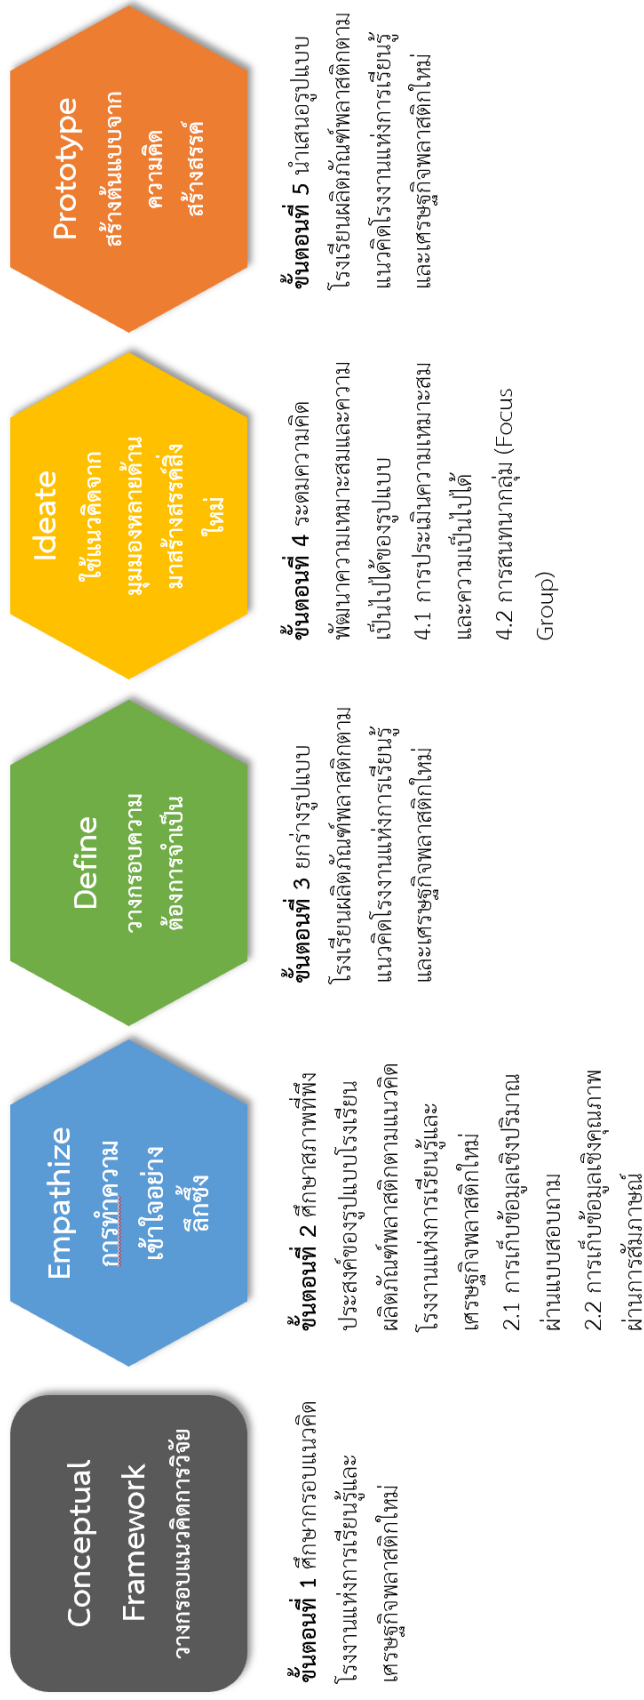 Conceptual
Framework
วางกรอบแนวคิดการวิจัย
ขั้นตอนที่ 1 ศึกษากรอบแนวคิด
โรงงานแห่งการเรียนรู้และ
เศรษฐกิจพลาสติกใหม่
Empathize
การทำความ
เข้าใจอย่าง
ลึกซึ้ง
ขั้นตอนที่ 2 ศึกษาสภาพที่พึง
ประสงค์ของรูปแบบโรงเรียน
ผลิตภัณฑ์พลาสติกตามแนวคิด
โรงงานแห่งการเรียนรู้และ
เศรษฐกิจพลาสติกใหม่
2.1 การเก็บข้อมูลเชิงปริมาณ
ผ่านแบบสอบถาม
2.2 การเก็บข้อมูลเชิงคุณภาพ
ผ่านการสัมภาษณ์
Define
วางกรอบความ
ต้องการจำเป็น
ขั้นตอนที่ 3 ยกร่างรูปแบบ
โรงเรียนผลิตภัณฑ์พลาสติกตาม
แนวคิดโรงงานแห่งการเรียนรู้
และเศรษฐกิจพลาสติกใหม่
Ideate
ใช้แนวคิดจาก
มุมมองหลายด้าน
มาสร้างสรรค์สิ่ง
ใหม่
ขั้นตอนที่ 4 ระดมความคิด
พัฒนาความเหมาะสมและความ
เป็นไปได้ของรูปแบบ
4.1 การประเมินความเหมาะสม
และความเป็นไปได้
4.2 การสนทนากลุ่ม (Focus
Group)
Prototype
สร้างต้นแบบจาก
ความคิด
สร้างสรรค์
ขั้นตอนที่ 5 นำเสนอรูปแบบ
โรงเรียนผลิตภัณฑ์พลาสติกตาม
แนวคิดโรงงานแห่งการเรียนรู้
และเศรษฐกิจพลาสติกใหม่